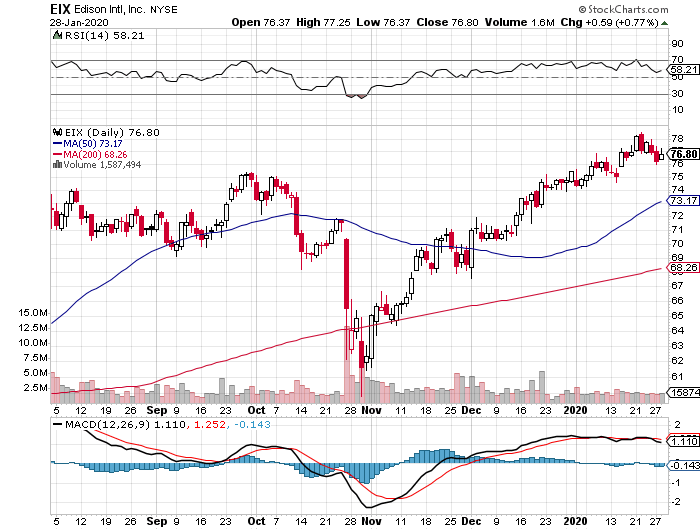 EIX Edison Intl, Inc. NYSE © StockCharts.com
28-Jan-2020 Open 76.37 High 77.25 Low 76.37 Close 76.80 Volume 1.6M Chg +0.59 (+0.77%)
RSI(14) 58.21
90
70
58.21
50
30
10
EIX (Daily) 76.80
MA(50) 73.17
MA(200) 68.26
Volume 1,587,494
78
76.80
76
75
74
73.17
72
71
70
69
68.26
67
66
65
64
63
62
61
15.0M
12.5M
10.0M
7.5M
5.0M
2.5M
15874
5 12 19 26 Sep 9 16 23 Oct 7 14 21 28 Nov 11 18 25 Dec 9 16 23 2020 13 21 27
MACD(12,26,9) 1.110, 1.252, -0.143
2
1.110
-0.143
-1
-2
5 12 19 26 Sep 9 16 23 Oct 7 14 21 28 Nov 11 18 25 Dec 9 16 23 2020 13 21 27